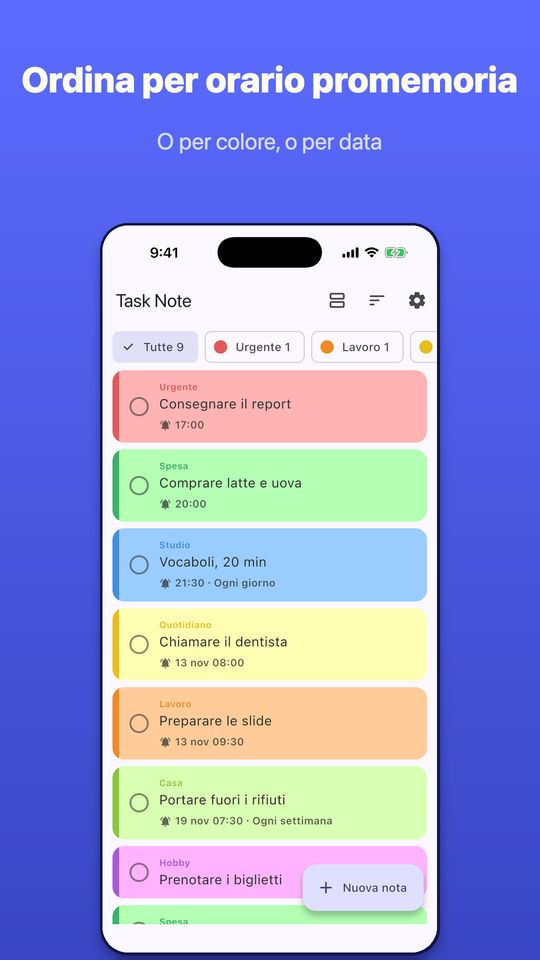 Ordina per orario promemoria
O per colore, o per data
9:41
Task Note
Tutte 9
Urgente 1
Lavoro 1
Urgente
Consegnare il report
17:00
Spesa
Comprare latte e uova
20:00
Studio
Vocaboli, 20 min
21:30 · Ogni giorno
Quotidiano
Chiamare il dentista
13 nov 08:00
Lavoro
Preparare le slide
13 nov 09:30
Casa
Portare fuori i rifiuti
19 nov 07:30 · Ogni settimana
Hobby
Prenotare i biglietti
Nuova nota
Spesa